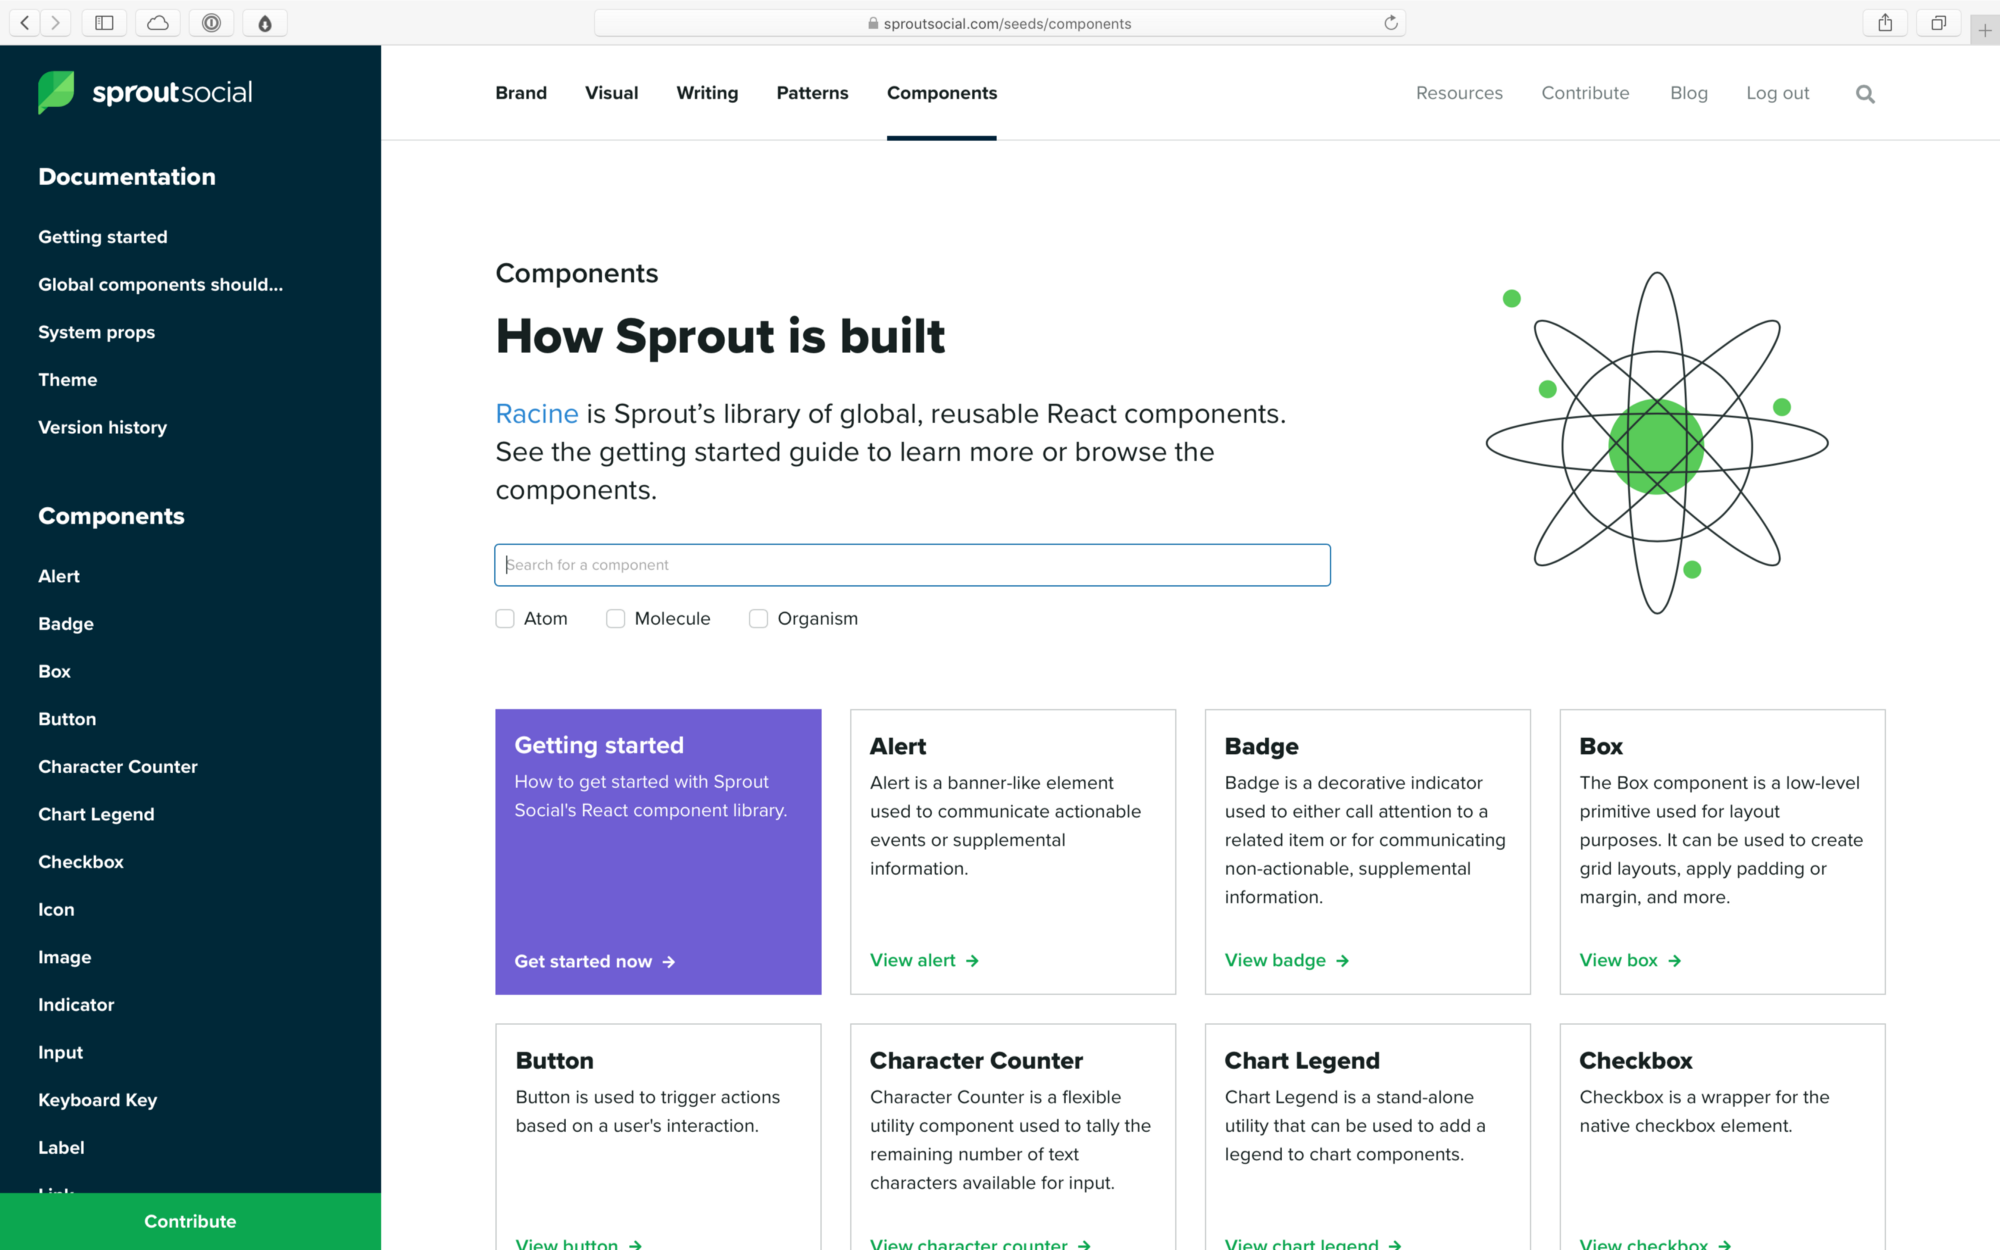 sproutsocial.com/seeds/components
sproutsocial
Brand Visual Writing Patterns Components
Resources Contribute Blog Log out
Documentation
Getting started
Global components should...
System props
Theme
Version history
Components
Alert
Badge
Box
Button
Character Counter
Chart Legend
Checkbox
Icon
Image
Indicator
Input
Keyboard Key
Label
Link
Contribute
Components
How Sprout is built
Racine is Sprout’s library of global, reusable React components.
See the getting started guide to learn more or browse the
components.
Search for a component
Atom Molecule Organism
Getting started
How to get started with Sprout
Social's React component library.
Get started now →
Alert
Alert is a banner-like element
used to communicate actionable
events or supplemental
information.
View alert →
Badge
Badge is a decorative indicator
used to either call attention to a
related item or for communicating
non-actionable, supplemental
information.
View badge →
Box
The Box component is a low-level
primitive used for layout
purposes. It can be used to create
grid layouts, apply padding or
margin, and more.
View box →
Button
Button is used to trigger actions
based on a user's interaction.
View button →
Character Counter
Character Counter is a flexible
utility component used to tally the
remaining number of text
characters available for input.
View character counter →
Chart Legend
Chart Legend is a stand-alone
utility that can be used to add a
legend to chart components.
View chart legend →
Checkbox
Checkbox is a wrapper for the
native checkbox element.
View checkbox →